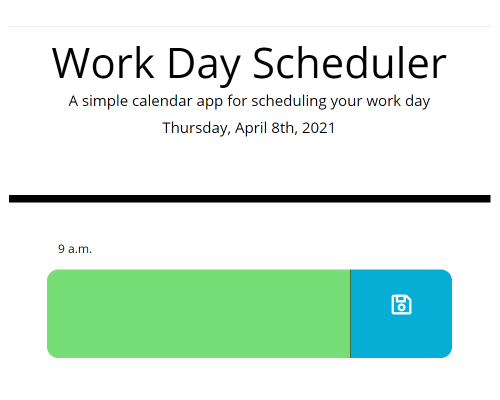 Work Day Scheduler
A simple calendar app for scheduling your work day
Thursday, April 8th, 2021
9 a.m.